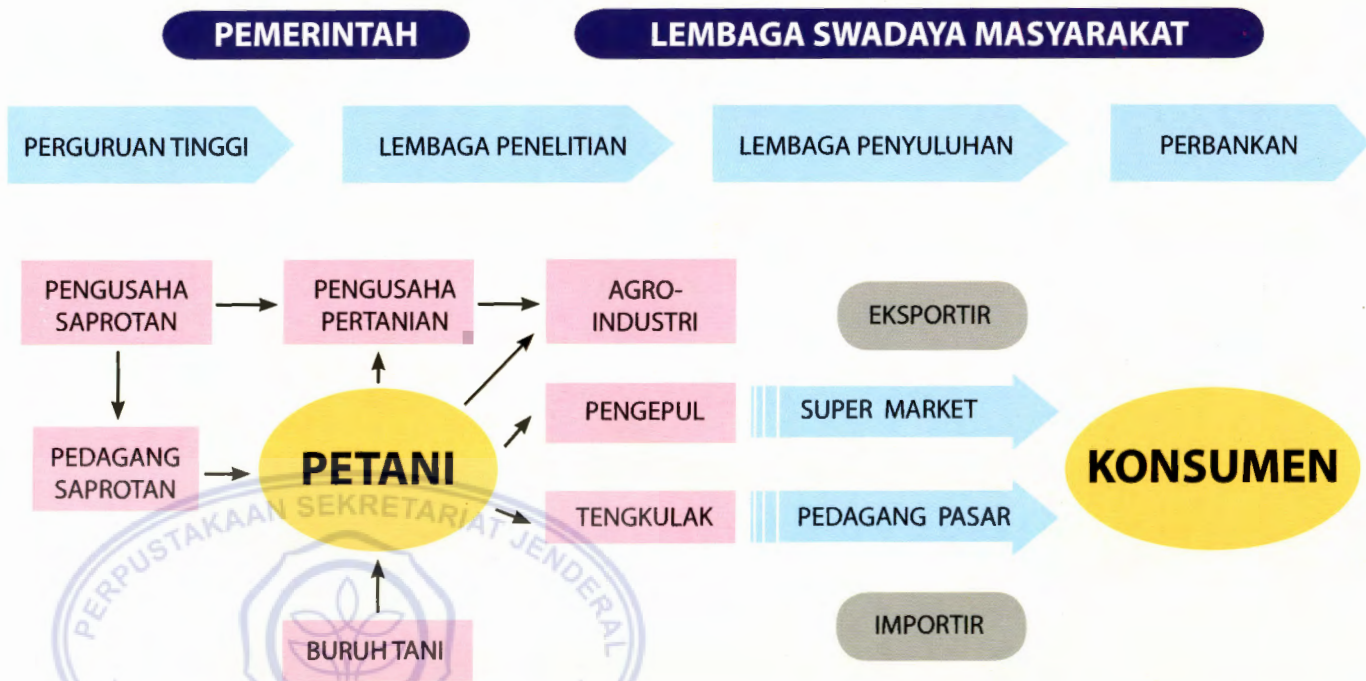 PEMERINTAH
LEMBAGA SWADAYA MASYARAKAT
PERGURUAN TINGGI
LEMBAGA PENELITIAN
LEMBAGA PENYULUHAN
PERBANKAN
PENGUSAHA
SAPROTAN
PENGUSAHA
PERTANIAN
AGRO-
INDUSTRI
EKSPORTIR
PENGEPUL
SUPER MARKET
PEDAGANG
SAPROTAN
PETANI
KONSUMEN
TENGKULAK
PEDAGANG PASAR
IMPORTIR
BURUH TANI
PERPUSTAKAAN SEKRETARIAT JENDERAL